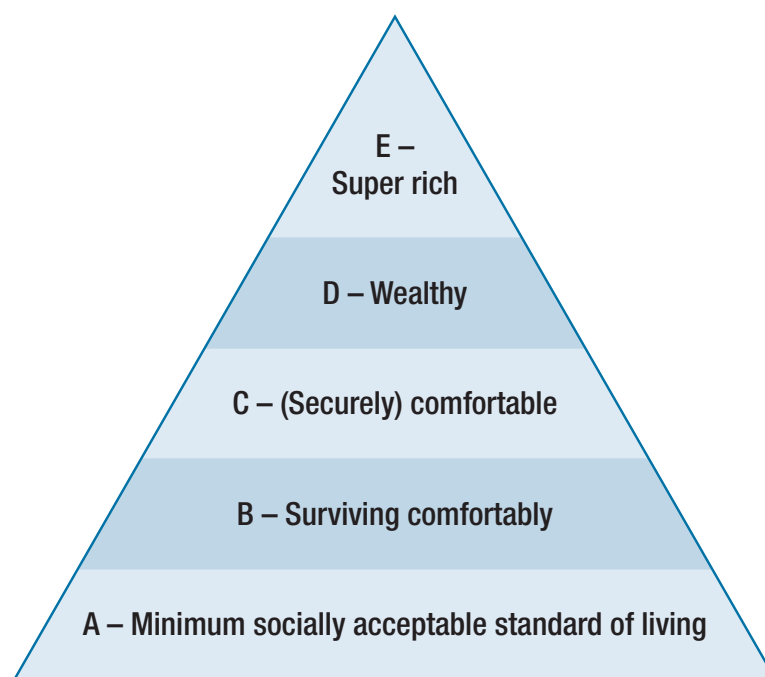 E –
Super rich
D – Wealthy
C – (Securely) comfortable
B – Surviving comfortably
A – Minimum socially acceptable standard of living